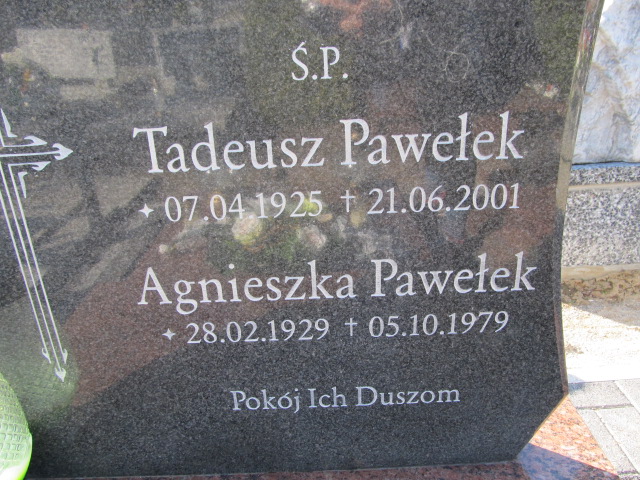 Ś.P.
Tadeusz Pawełek
✦ 07.04.1925 † 21.06.2001
Agnieszka Pawełek
✦ 28.02.1929 † 05.10.1979
Pokój Ich Duszom